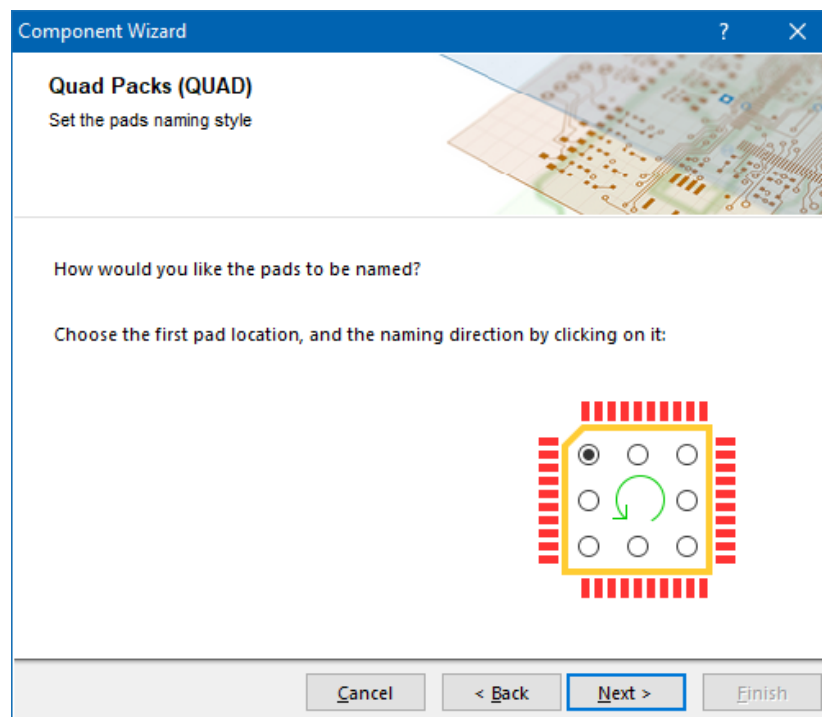 Component Wizard
?
Quad Packs (QUAD)
Set the pads naming style
How would you like the pads to be named?
Choose the first pad location, and the naming direction by clicking on it:
Cancel
< Back
Next >
Finish